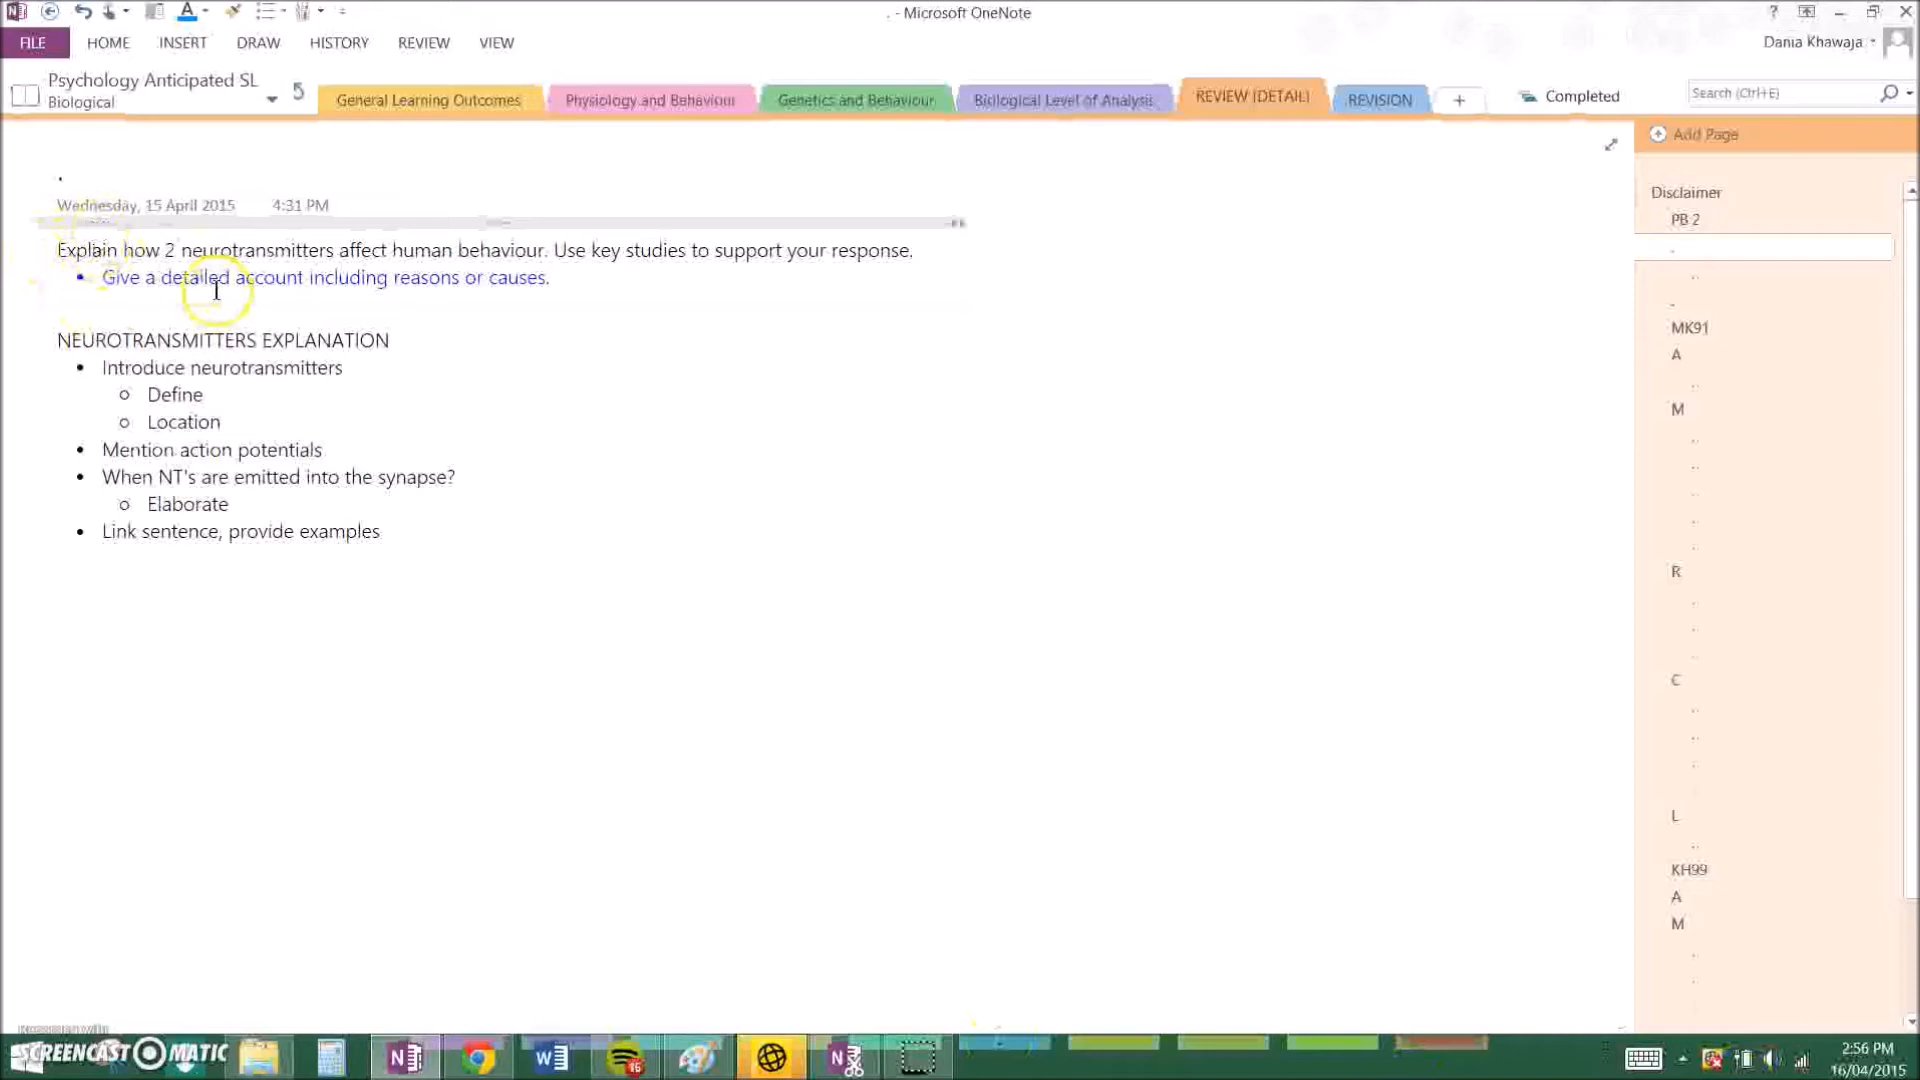 . - Microsoft OneNote
FILE HOME INSERT DRAW HISTORY REVIEW VIEW
Dania Khawaja
Psychology Anticipated SL
Biological
5
General Learning Outcomes
Physiology and Behaviour
Genetics and Behaviour
Biological Level of Analysis
REVIEW (DETAIL)
REVISION
+
Completed
Search (Ctrl+E)
Add Page
.
Wednesday, 15 April 2015 4:31 PM
Explain how 2 neurotransmitters affect human behaviour. Use key studies to support your response.
• Give a detailed account including reasons or causes.
NEUROTRANSMITTERS EXPLANATION
• Introduce neurotransmitters
o Define
o Location
• Mention action potentials
• When NT's are emitted into the synapse?
o Elaborate
• Link sentence, provide examples
Disclaimer
PB 2
.
..
.
MK91
A
..
M
..
..
..
..
..
R
..
..
..
C
..
..
..
L
..
KH99
A
M
..
..
SCREENCAST MATIC
16
2:56 PM
16/04/2015